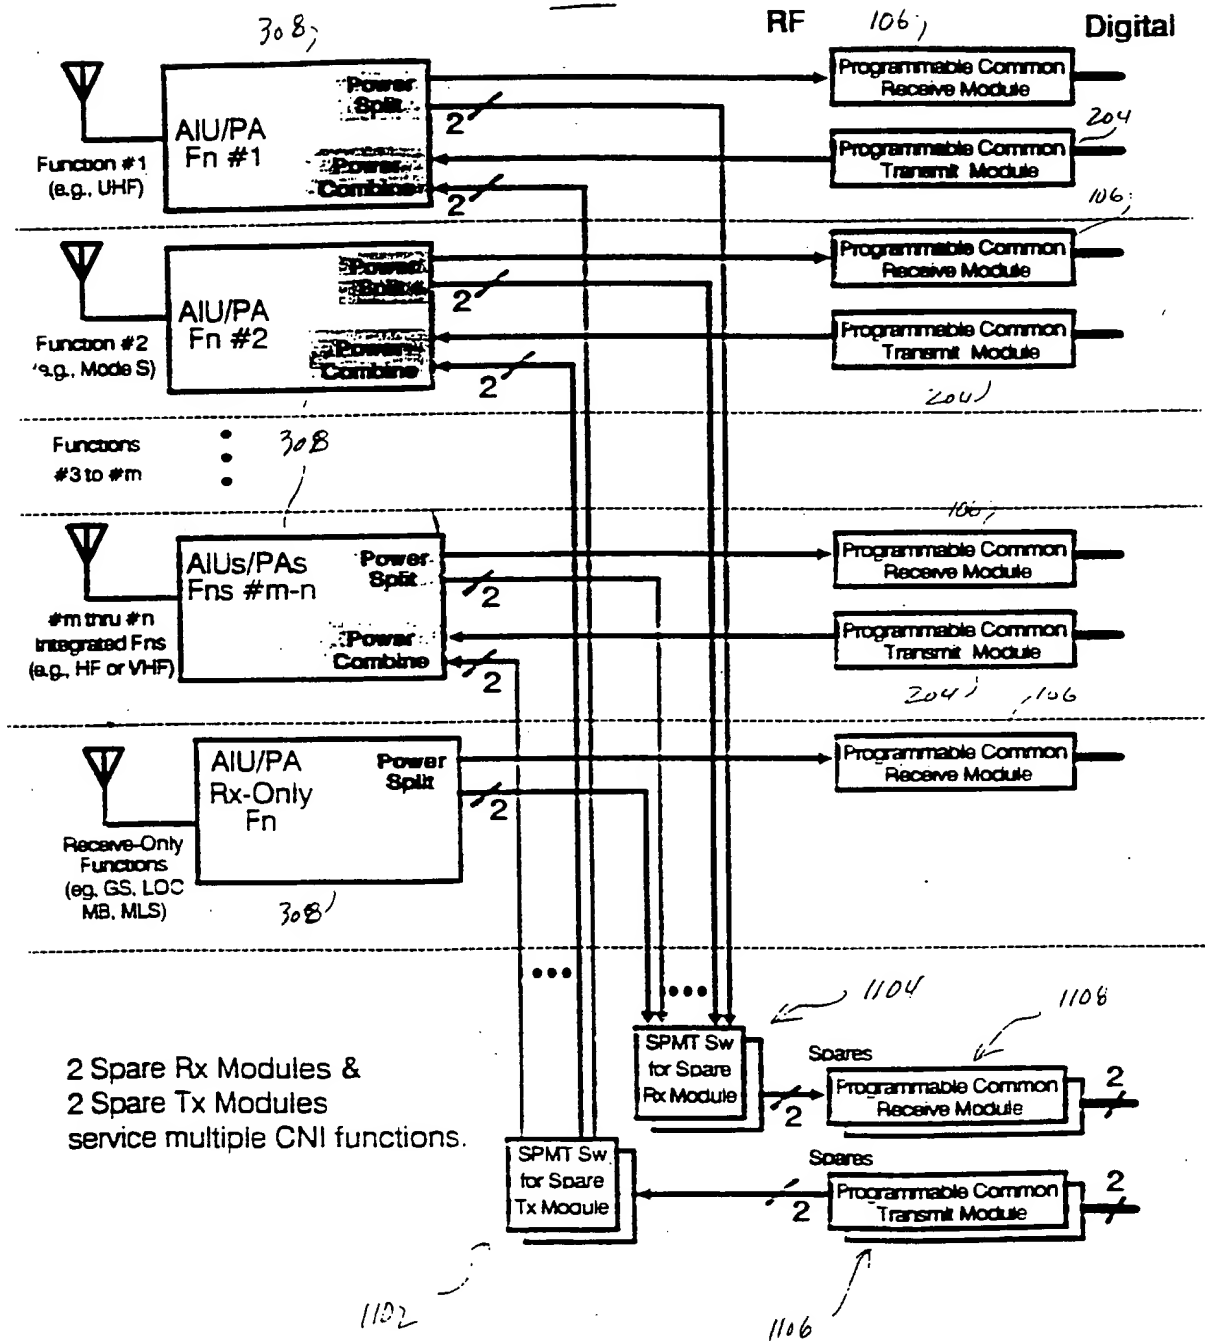 RF
Digital
308
106
Power
Split
AIU/PA
Fn #1
2
Power
Combine
2
Function #1
(e.g., UHF)
Programmable Common
Receive Module
204
Programmable Common
Transmit Module
106
Power
Split
AIU/PA
Fn #2
2
Power
Combine
2
Function #2
e.g., Mode S)
Programmable Common
Receive Module
Programmable Common
Transmit Module
204
Functions
#3 to #m
308
106
AIUs/PAs
Fns #m-n
Power
Split
2
Power
Combine
2
#m thru #n
Integrated Fns
(e.g., HF or VHF)
Programmable Common
Receive Module
Programmable Common
Transmit Module
204
106
AIU/PA
Rx-Only
Fn
Power
Split
2
Receive-Only
Functions
(eg, GS, LOC
MB, MLS)
308
Programmable Common
Receive Module
1104
1108
2 Spare Rx Modules &
2 Spare Tx Modules
service multiple CNI functions.
SPMT Sw
for Spare
Rx Module
2
Spares
Programmable Common
Receive Module
2
SPMT Sw
for Spare
Tx Module
2
Spares
Programmable Common
Transmit Module
2
1102
1106